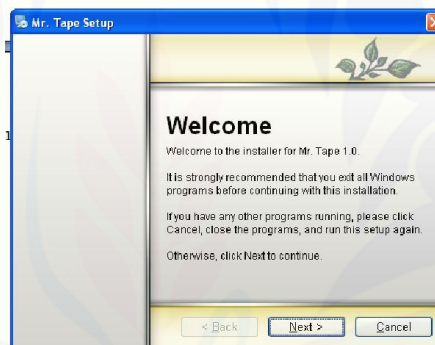 Mr. Tape Setup
1
Welcome
Welcome to the installer for Mr. Tape 1.0.
It is strongly recommended that you exit all Windows
programs before continuing with this installation.
If you have any other programs running, please click
Cancel, close the programs, and run this setup again.
Otherwise, click Next to continue.
< Back Next > Cancel